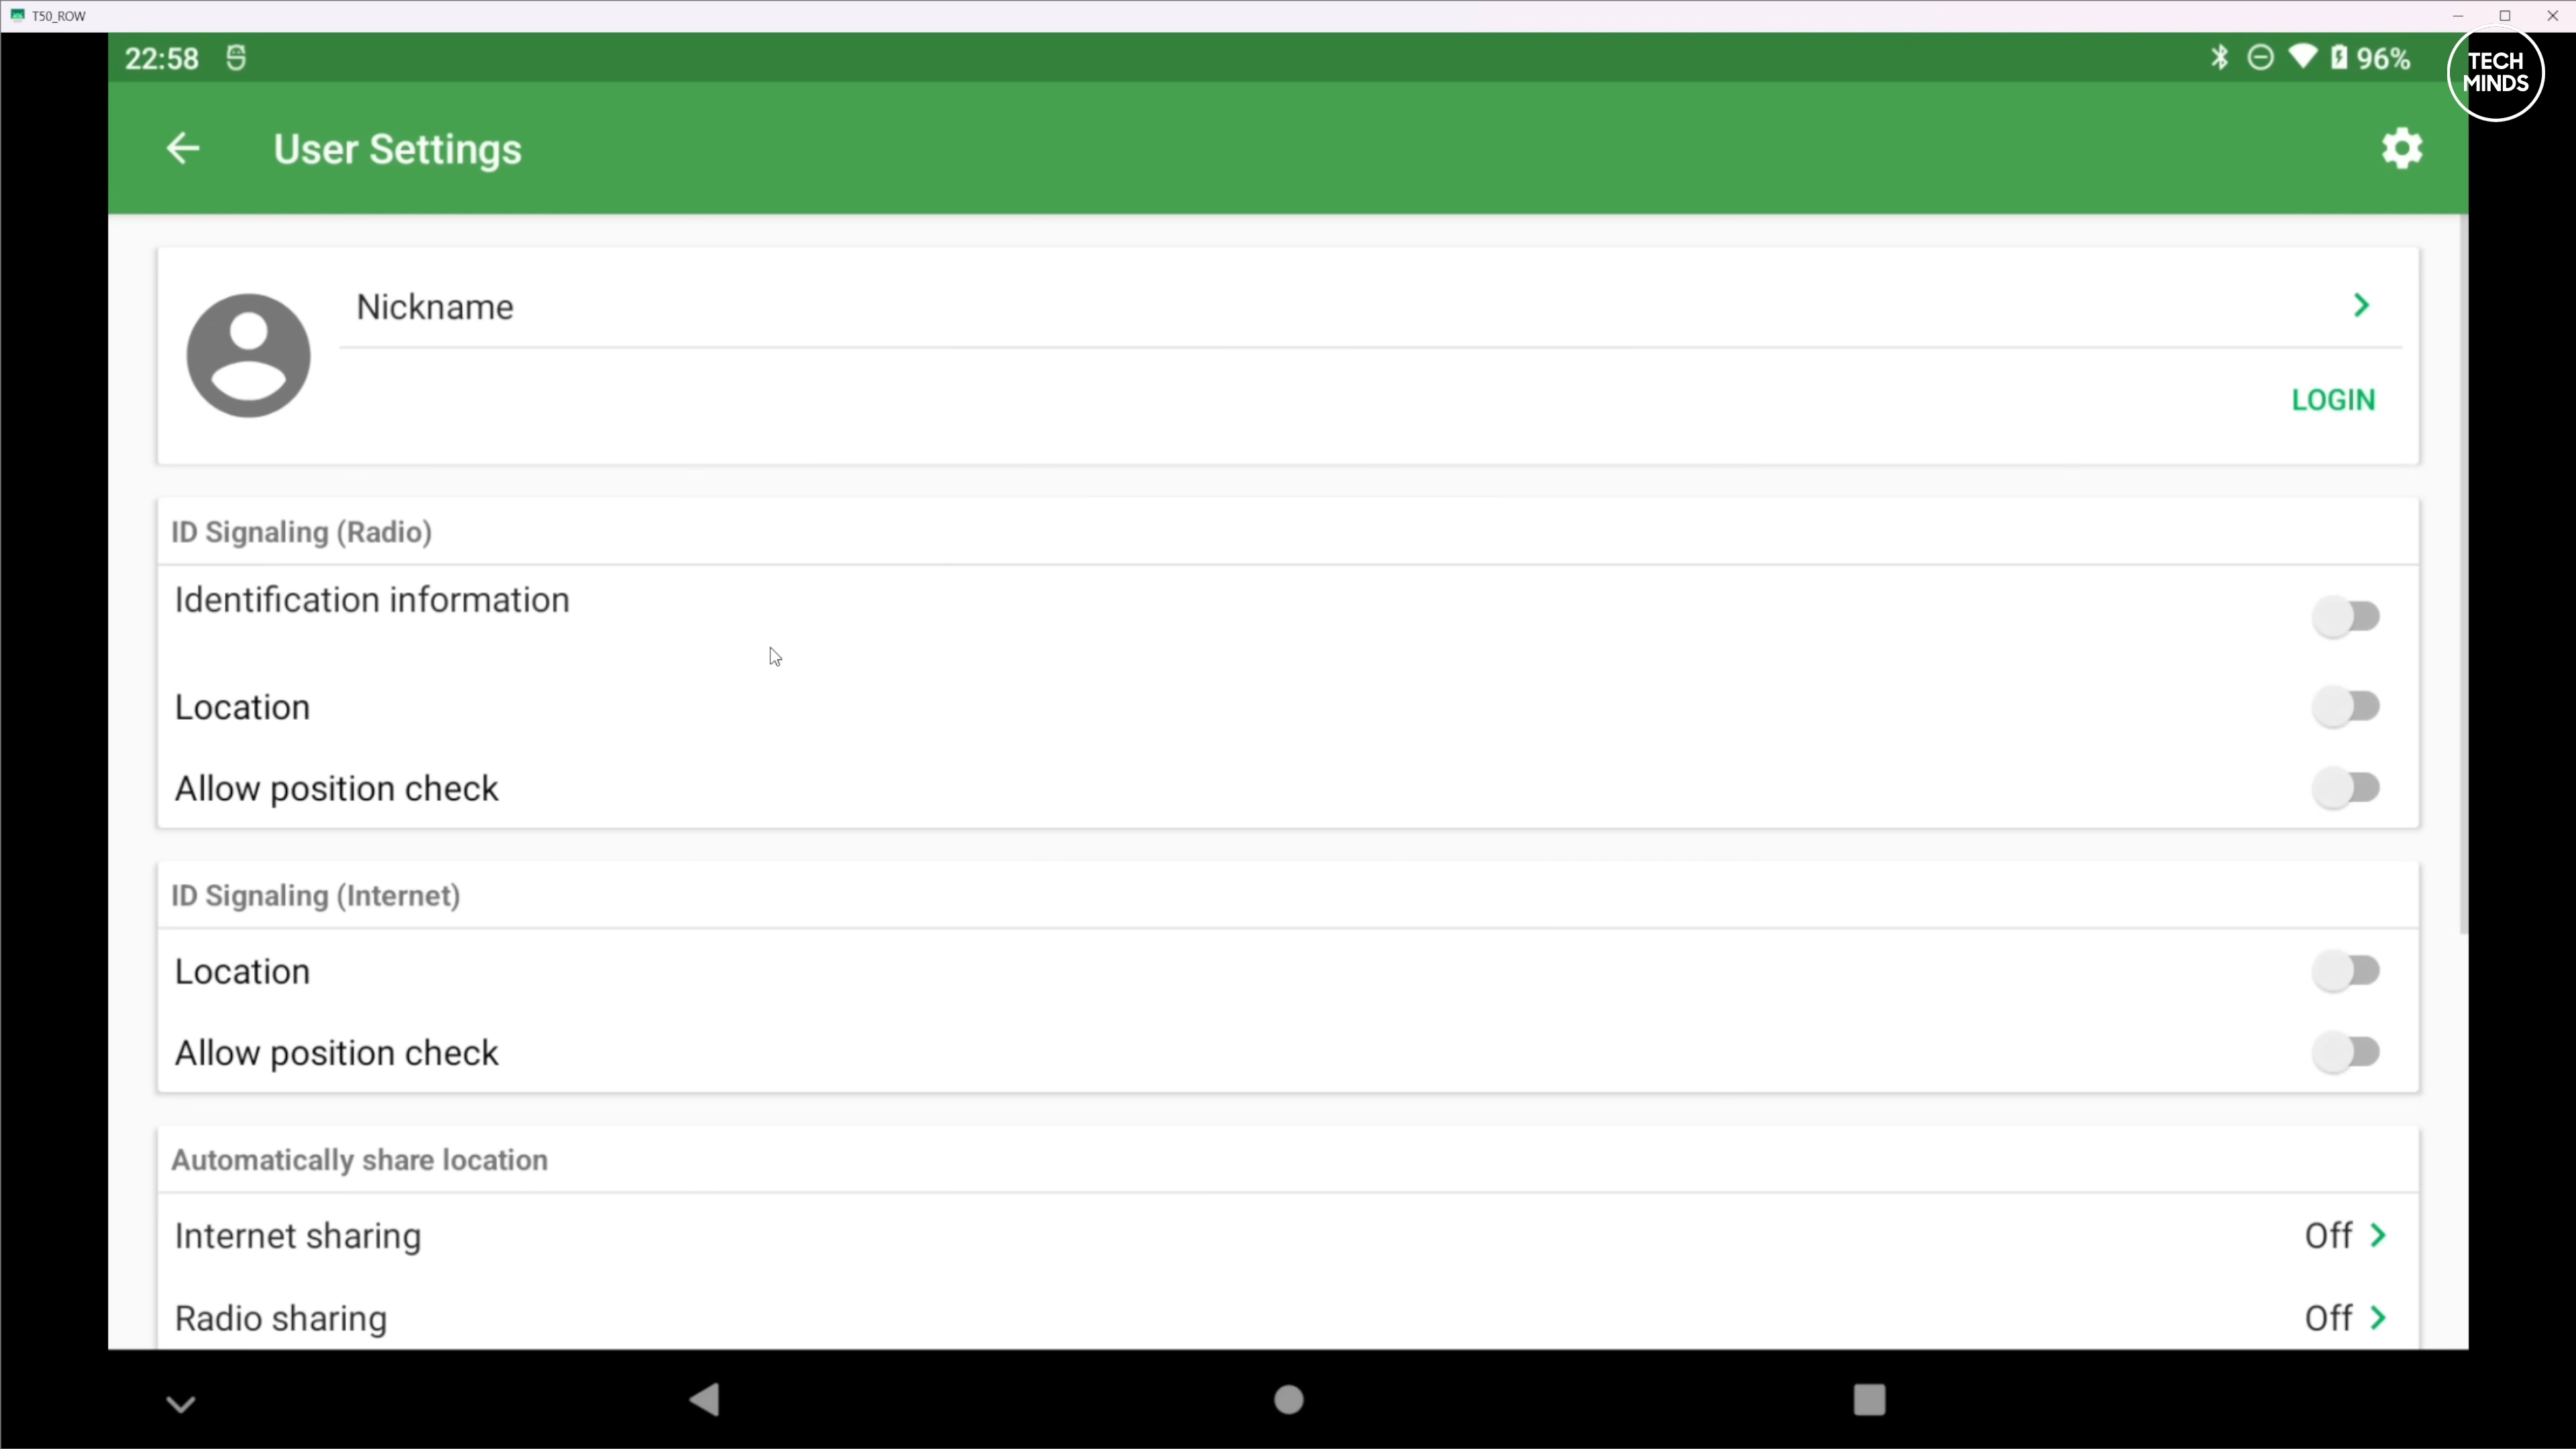 T50_ROW
22:58
96%
TECH
MINDS
User Settings
Nickname
LOGIN
ID Signaling (Radio)
Identification information
Location
Allow position check
ID Signaling (Internet)
Location
Allow position check
Automatically share location
Internet sharing Off
Radio sharing Off